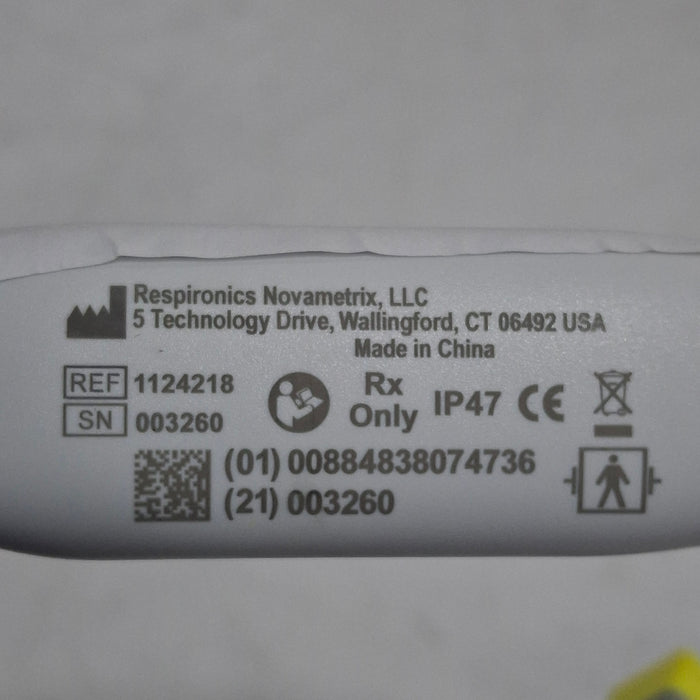 Respironics Novametrix, LLC
5 Technology Drive, Wallingford, CT 06492 USA
Made in China
REF 1124218
SN 003260
Rx Only
IP47
CE
(01) 00884838074736
(21) 003260